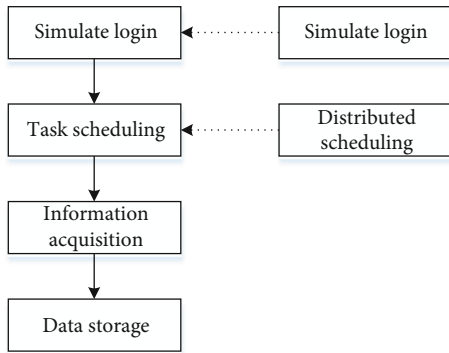 Simulate login
Simulate login
Task scheduling
Distributed
scheduling
Information
acquisition
Data storage